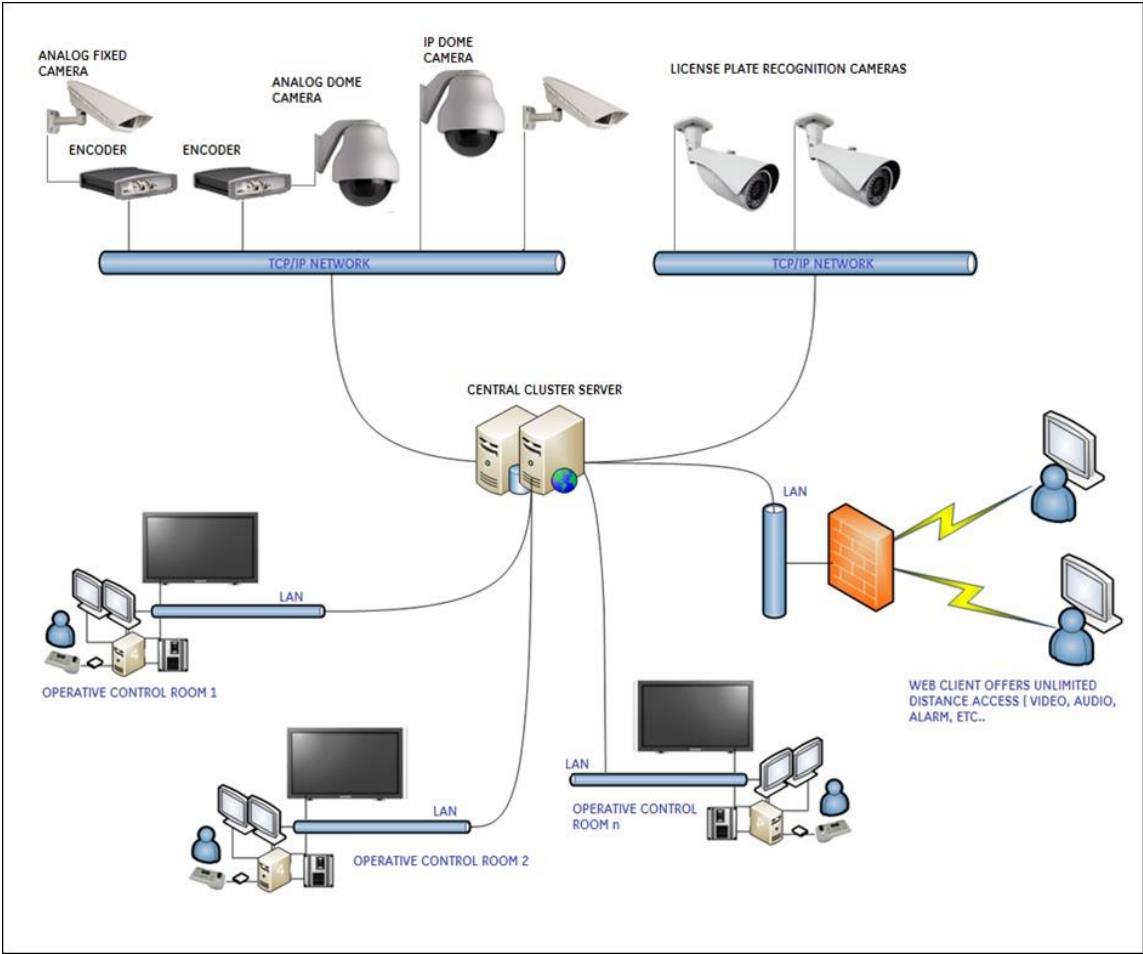 ANALOG FIXED
CAMERA
ANALOG DOME
CAMERA
IP DOME
CAMERA
LICENSE PLATE RECOGNITION CAMERAS
ENCODER
ENCODER
TCP/IP NETWORK
TCP/IP NETWORK
CENTRAL CLUSTER SERVER
LAN
LAN
OPERATIVE CONTROL ROOM 1
WEB CLIENT OFFERS UNLIMITED
DISTANCE ACCESS ( VIDEO, AUDIO,
ALARM, ETC..
LAN
OPERATIVE CONTROL
ROOM n
LAN
OPERATIVE CONTROL ROOM 2